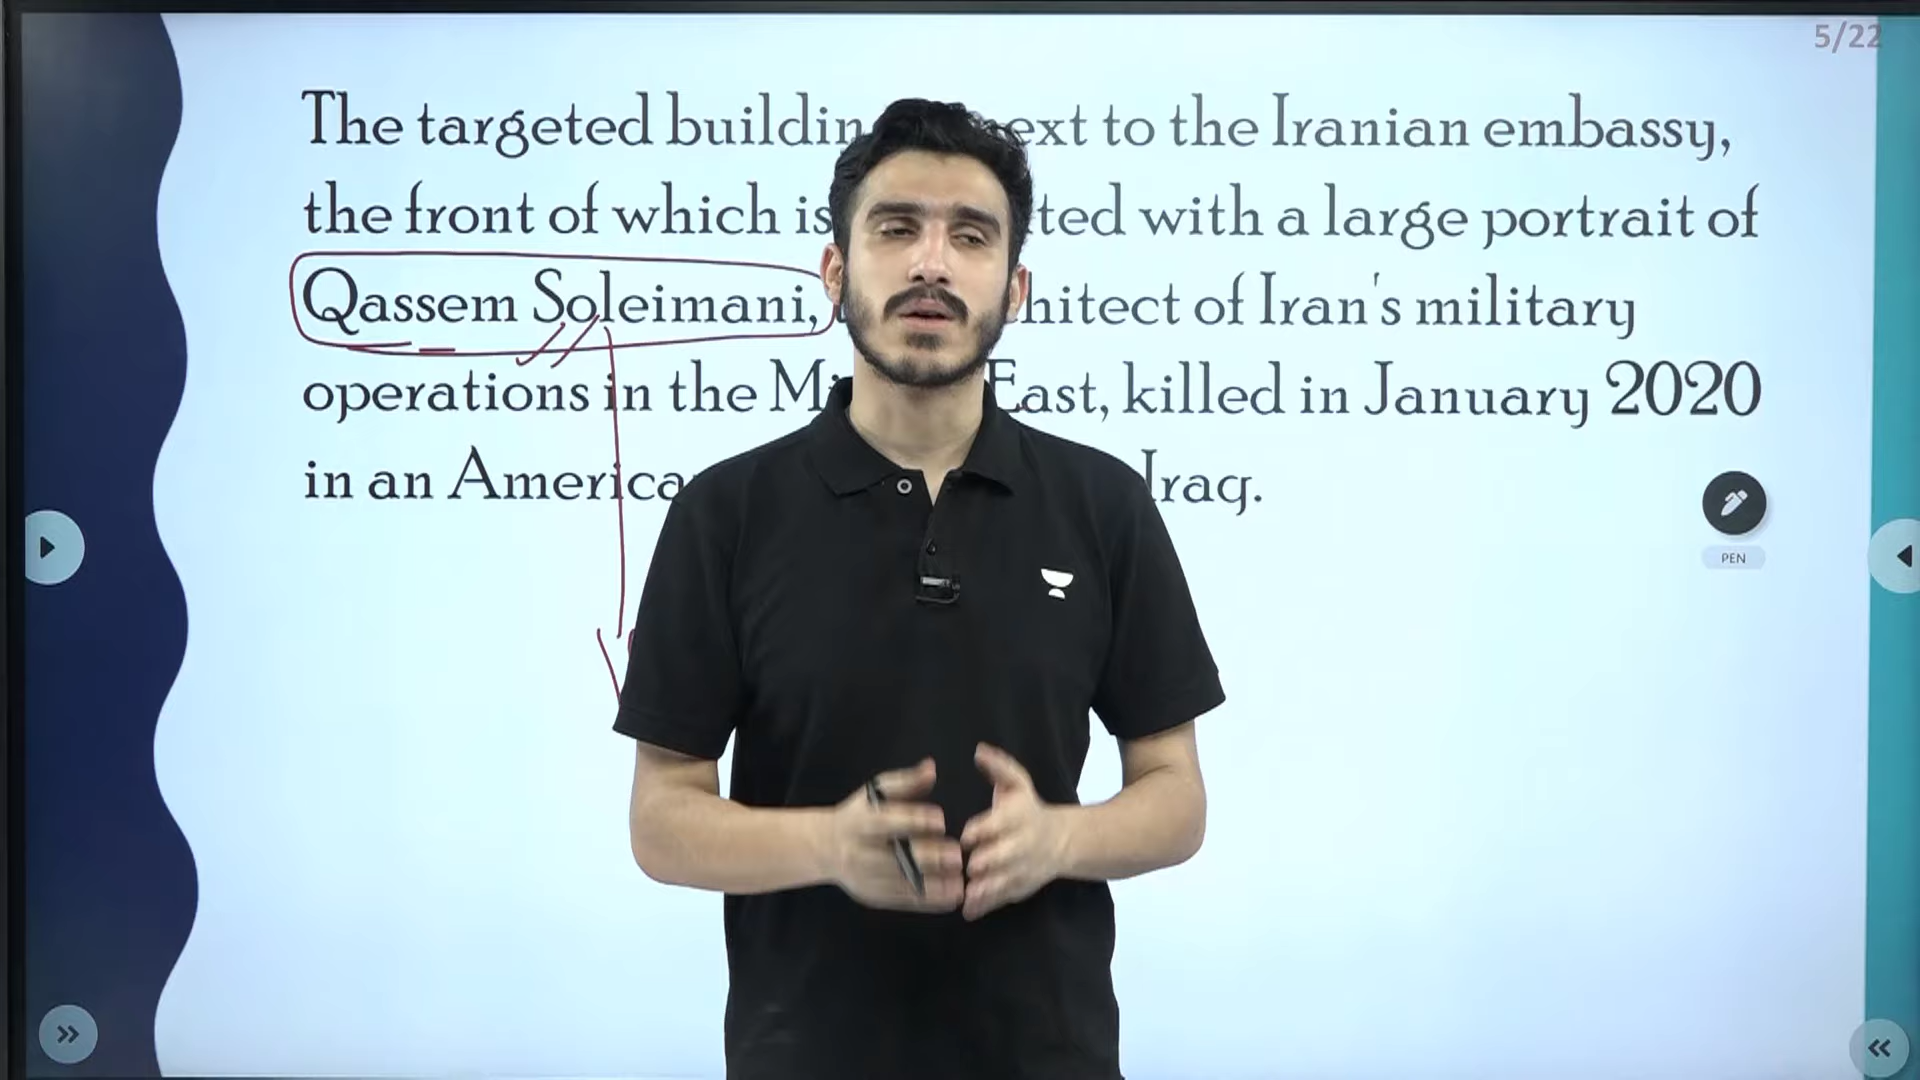 5/22
The targeted buildin next to the Iranian embassy,
the front of which is ted with a large portrait of
Qassem Soleimani, hitect of Iran's military
operations in the Mi East, killed in January 2020
in an America Iraq.
PEN